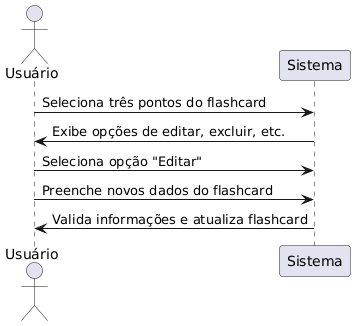 Usuário
Sistema
Seleciona três pontos do flashcard
Exibe opções de editar, excluir, etc.
Seleciona opção "Editar"
Preenche novos dados do flashcard
Valida informações e atualiza flashcard
Usuário
Sistema